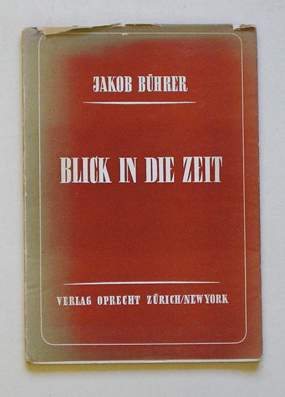 JAKOB BÜHRER
BLICK IN DIE ZEIT
VERLAG OPRECHT ZÜRICH/NEW YORK